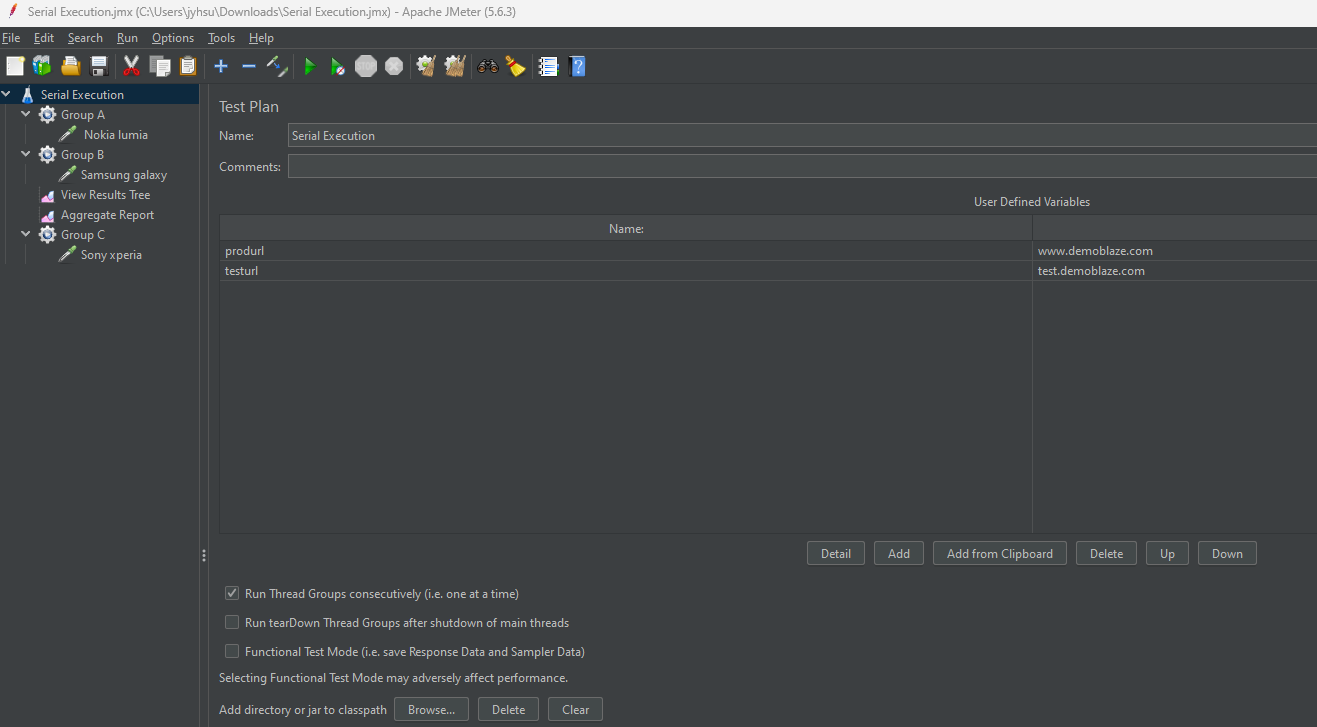 Serial Execution.jmx (C:\Users\jyhsu\Downloads\Serial Execution.jmx) - Apache JMeter (5.6.3)
File Edit Search Run Options Tools Help
STOP
Serial Execution
Group A
Nokia lumia
Group B
Samsung galaxy
View Results Tree
Aggregate Report
Group C
Sony xperia
Test Plan
Name: Serial Execution
Comments:
User Defined Variables
Name:
produrl www.demoblaze.com
testurl test.demoblaze.com
Detail Add Add from Clipboard Delete Up Down
Run Thread Groups consecutively (i.e. one at a time)
Run tearDown Thread Groups after shutdown of main threads
Functional Test Mode (i.e. save Response Data and Sampler Data)
Selecting Functional Test Mode may adversely affect performance.
Add directory or jar to classpath Browse... Delete Clear